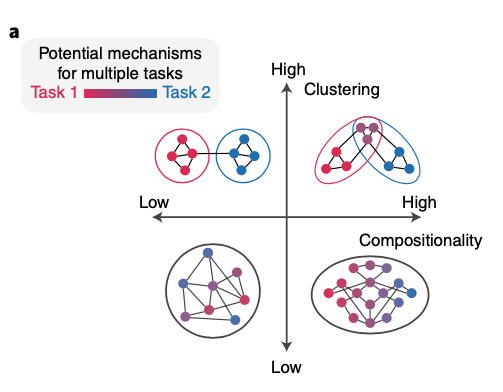 a
Potential mechanisms
for multiple tasks
Task 1 Task 2
High
Clustering
Low
High
Compositionality
Low